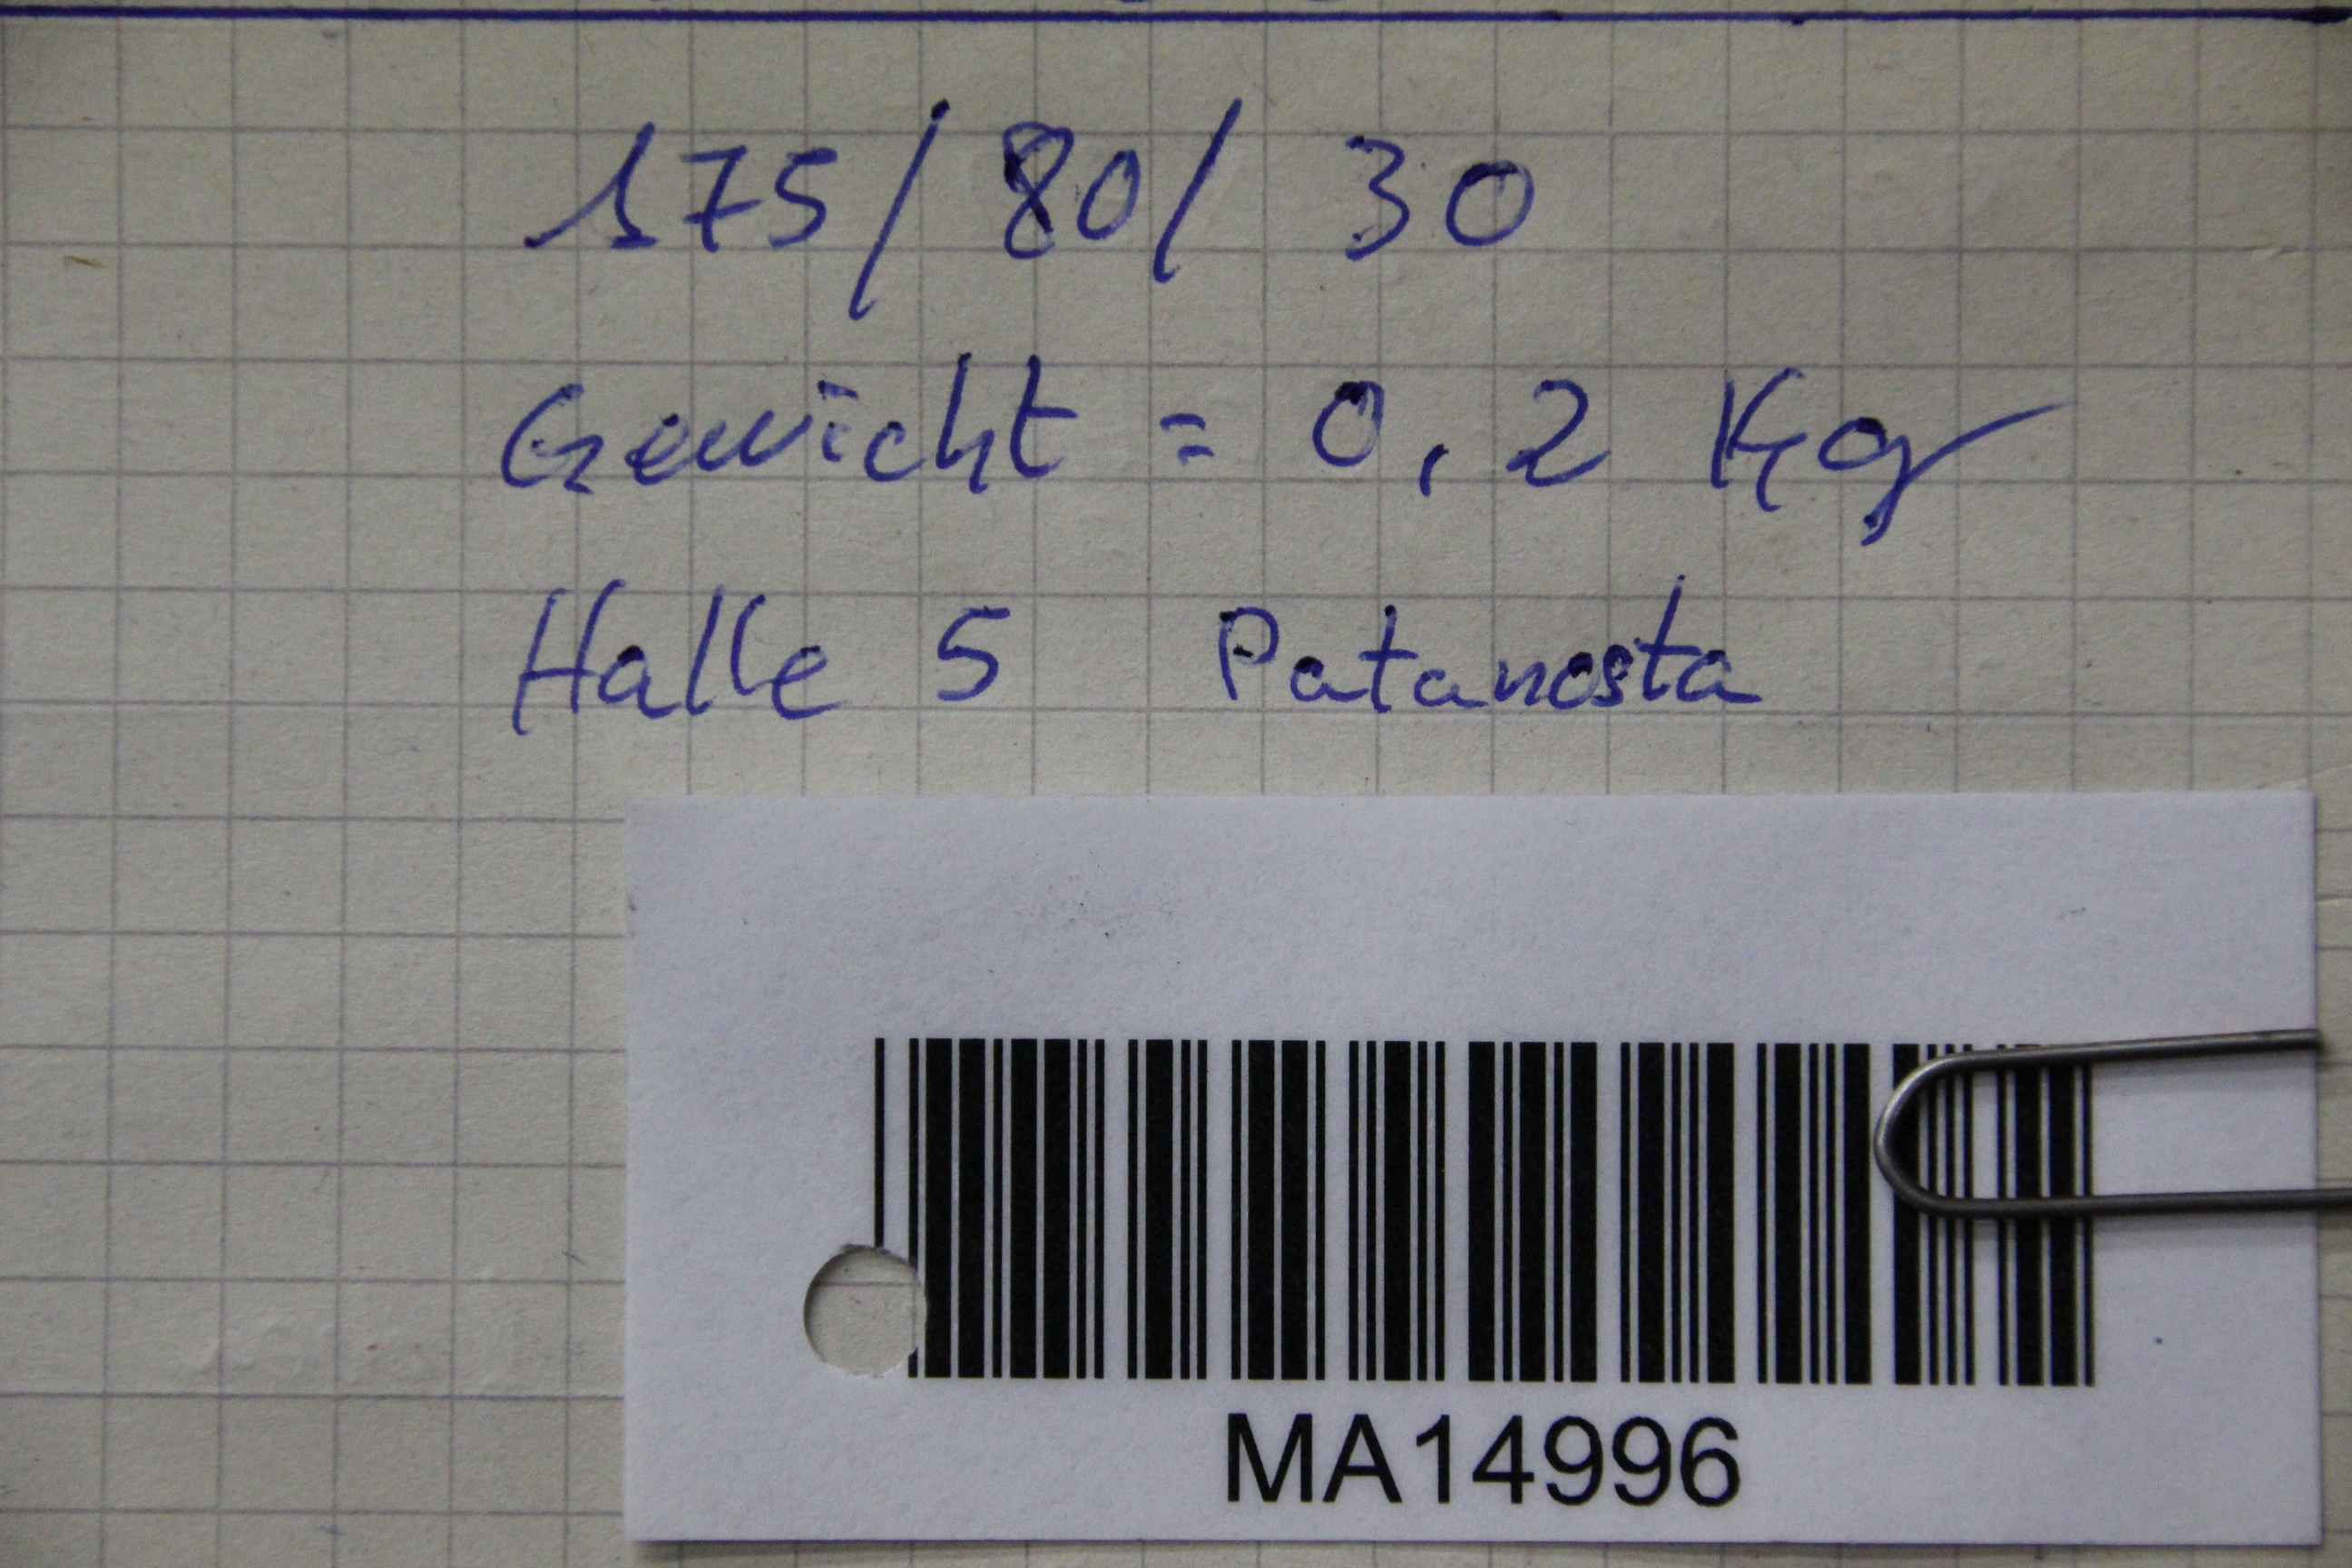 175/80/ 30
Gewicht = 0,2 Kg
Halle 5 Patanosta
MA14996